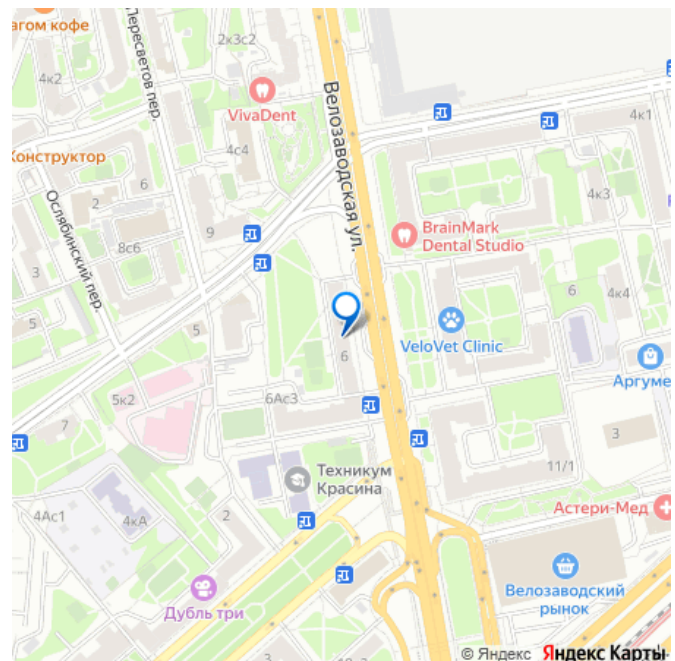 агом кофе
4к2
Пересветов пер.
2к3с2
VivaDent
Велозаводская ул.
4к1
4с4
Конструктор
6
2
Ослябинский пер.
4к3
9
8с6
BrainMark
Dental Studio
3
6
4к4
5
5
VeloVet Clinic
6
Аргуме
5к2
6Ас3
7
3
11/1
Техникум
Красина
Астери-Мед
4Ас1
4кА
2
Дубль три
Велозаводский
рынок
3
© Яндекс Яндекс Карты